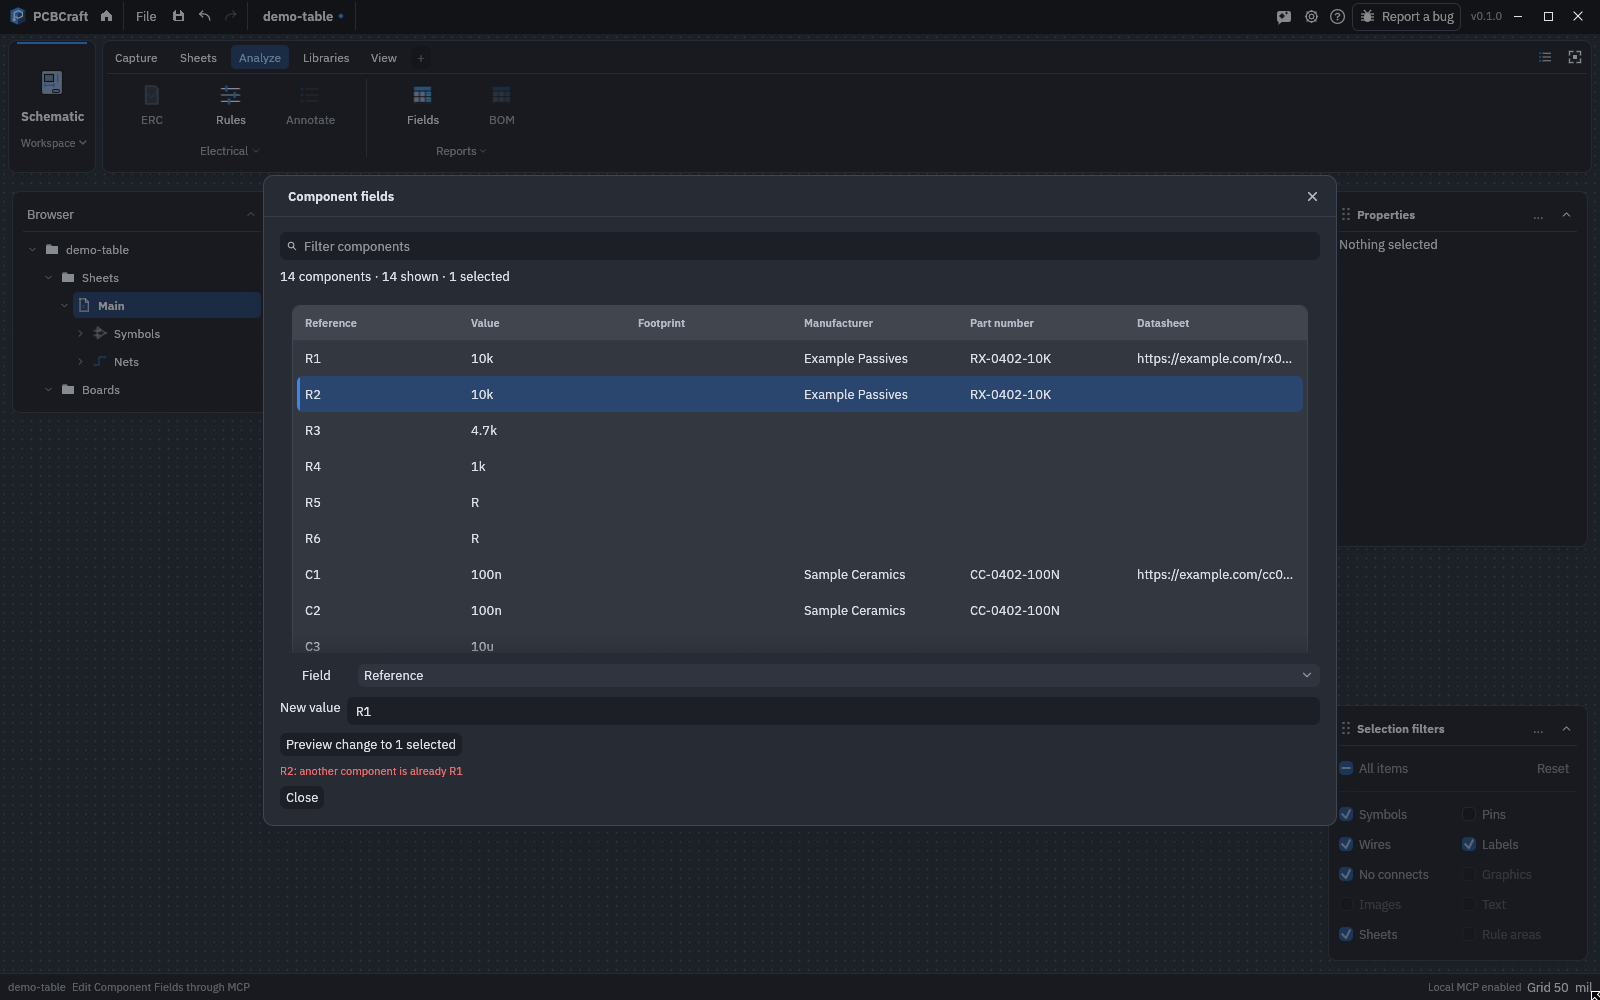 PCBCraft File demo-table Report a bug v0.1.0
Schematic
Workspace
Capture Sheets Analyze Libraries View +
ERC Rules Annotate Fields BOM
Electrical Reports
Browser
demo-table
Sheets
Main
Symbols
Nets
Boards
Component fields
Filter components
14 components · 14 shown · 1 selected
Reference Value Footprint Manufacturer Part number Datasheet
R1 10k Example Passives RX-0402-10K https://example.com/rx0...
R2 10k Example Passives RX-0402-10K
R3 4.7k
R4 1k
R5 R
R6 R
C1 100n Sample Ceramics CC-0402-100N https://example.com/cc0...
C2 100n Sample Ceramics CC-0402-100N
C3 10u
Field Reference
New value R1
Preview change to 1 selected
R2: another component is already R1
Close
Properties ...
Nothing selected
Selection filters ...
All items Reset
Symbols Pins
Wires Labels
No connects Graphics
Images Text
Sheets Rule areas
demo-table Edit Component Fields through MCP Local MCP enabled Grid 50 mil